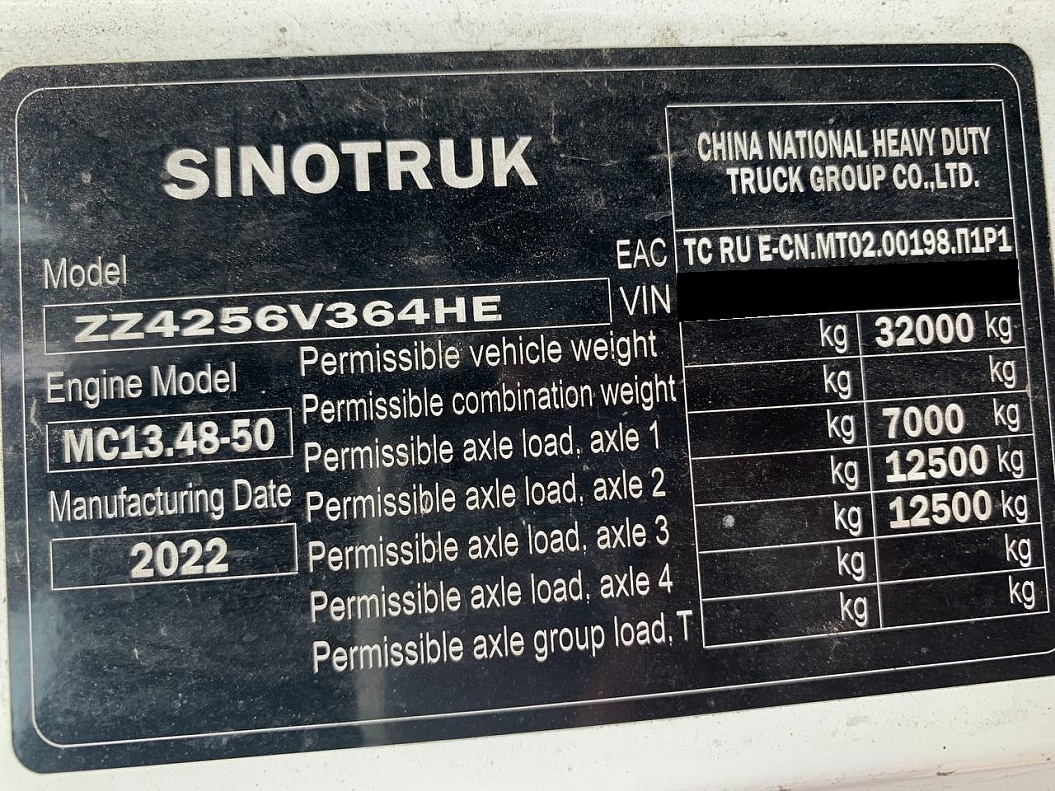 SINOTRUK
CHINA NATIONAL HEAVY DUTY
TRUCK GROUP CO.,LTD.
EAC TC RU E-CN.MT02.00198.П1P1
VIN
Model
ZZ4256V364HE
Engine Model
MC13.48-50
Manufacturing Date
2022
Permissible vehicle weight kg 32000 kg
Permissible combination weight kg kg
Permissible axle load, axle 1 kg 7000 kg
Permissible axle load, axle 2 kg 12500 kg
Permissible axle load, axle 3 kg 12500 kg
Permissible axle load, axle 4 kg kg
Permissible axle group load, T kg kg